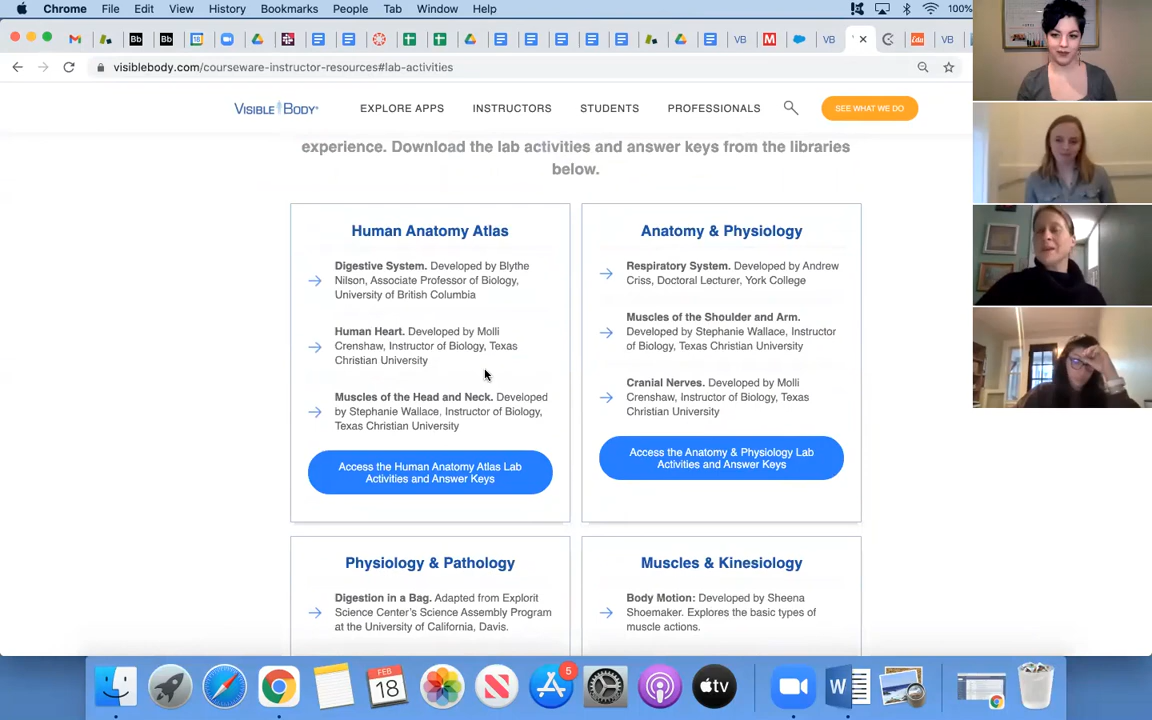 Chrome File Edit View History Bookmarks People Tab Window Help 100%
visiblebody.com/courseware-instructor-resources#lab-activities
VISIBLE BODY EXPLORE APPS INSTRUCTORS STUDENTS PROFESSIONALS SEE WHAT WE DO
experience. Download the lab activities and answer keys from the libraries
below.
Human Anatomy Atlas
Digestive System. Developed by Blythe
Nilson, Associate Professor of Biology,
University of British Columbia
Human Heart. Developed by Molli
Crenshaw, Instructor of Biology, Texas
Christian University
Muscles of the Head and Neck. Developed
by Stephanie Wallace, Instructor of Biology,
Texas Christian University
Access the Human Anatomy Atlas Lab
Activities and Answer Keys
Anatomy & Physiology
Respiratory System. Developed by Andrew
Criss, Doctoral Lecturer, York College
Muscles of the Shoulder and Arm.
Developed by Stephanie Wallace, Instructor
of Biology, Texas Christian University
Cranial Nerves. Developed by Molli
Crenshaw, Instructor of Biology, Texas
Christian University
Access the Anatomy & Physiology Lab
Activities and Answer Keys
Physiology & Pathology
Digestion in a Bag. Adapted from Explorit
Science Center's Science Assembly Program
at the University of California, Davis.
Muscles & Kinesiology
Body Motion: Developed by Sheena
Shoemaker. Explores the basic types of
muscle actions.
FEB
18
5
tv
W